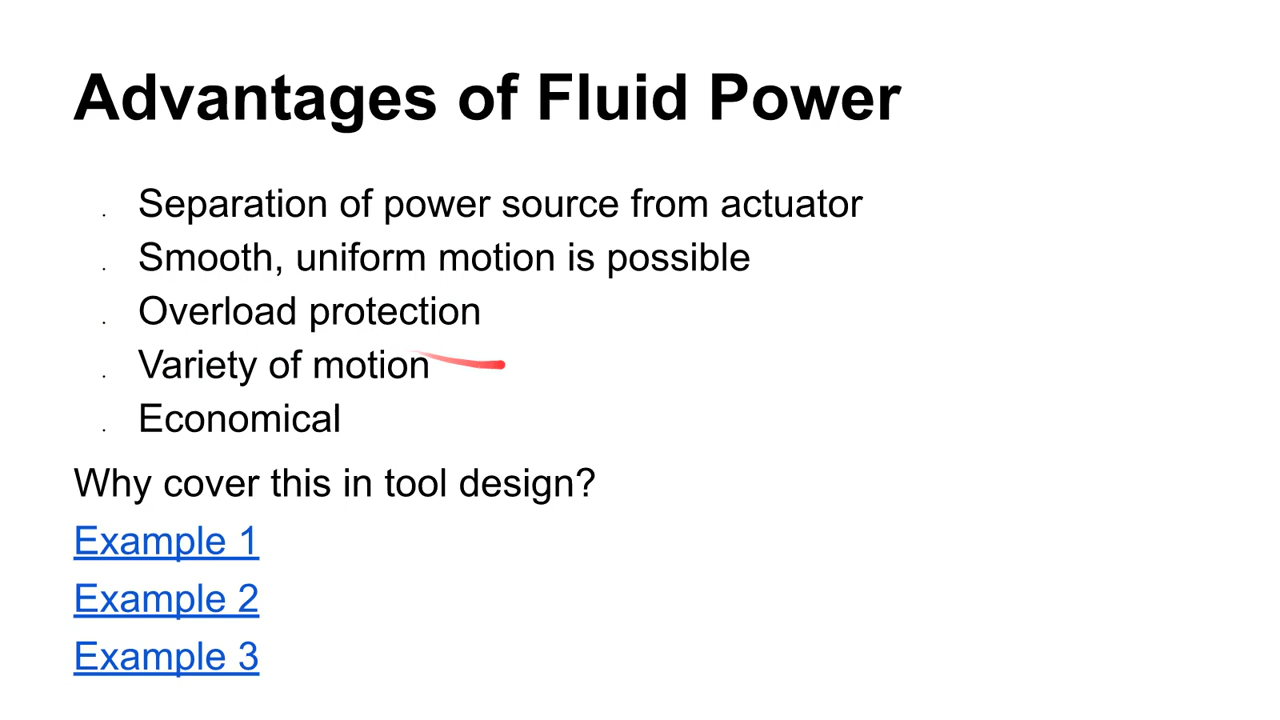 Advantages of Fluid Power
. Separation of power source from actuator
. Smooth, uniform motion is possible
. Overload protection
. Variety of motion
. Economical
Why cover this in tool design?
Example 1
Example 2
Example 3